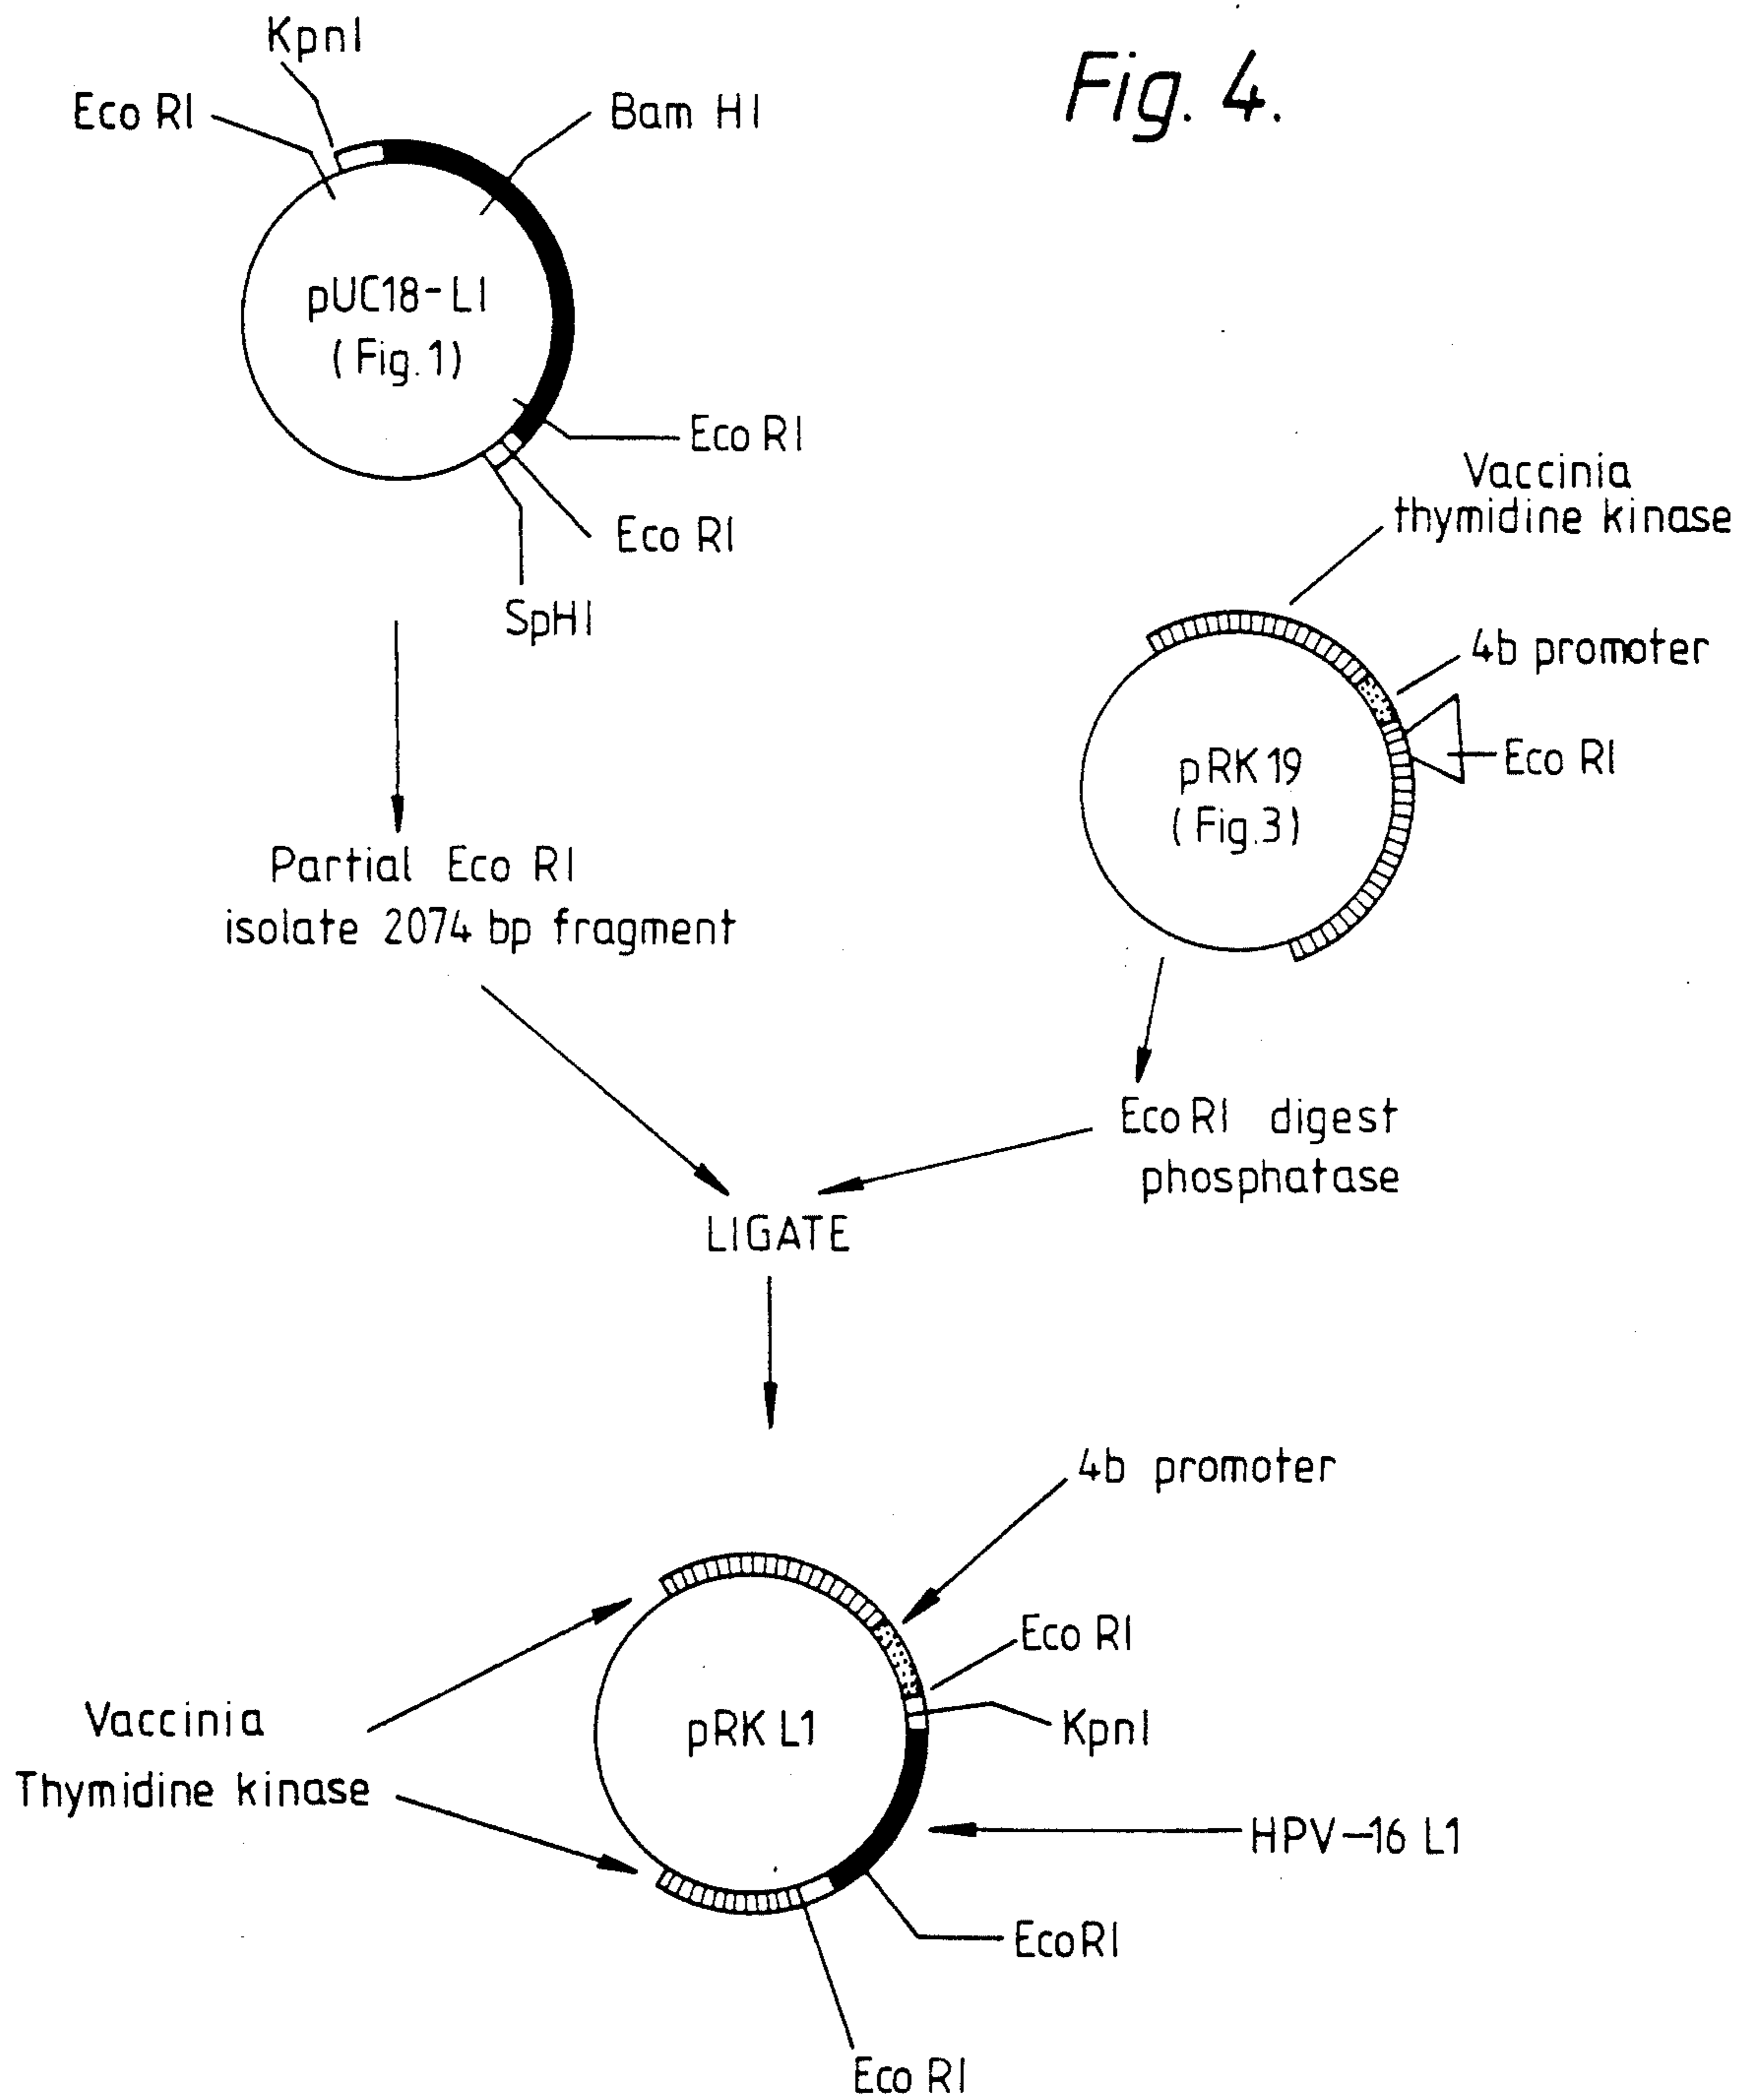 Fig. 4.
KpnI
Eco RI
Bam HI
pUC18-L1
(Fig.1)
Eco RI
Eco RI
SpHI
Vaccinia
thymidine kinase
4b promoter
Eco RI
pRK19
(Fig.3)
Partial Eco RI
isolate 2074 bp fragment
EcoRI digest
phosphatase
LIGATE
4b promoter
Eco RI
KpnI
pRK L1
Vaccinia
Thymidine kinase
HPV-16 L1
EcoRI
Eco RI